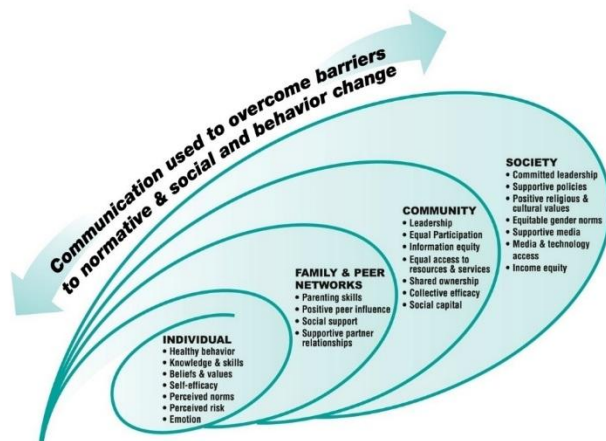 Communication used to overcome barriers
to normative & social and behavior change
INDIVIDUAL
• Healthy behavior
• Knowledge & skills
• Beliefs & values
• Self-efficacy
• Perceived norms
• Perceived risk
• Emotion
FAMILY & PEER
NETWORKS
• Parenting skills
• Positive peer influence
• Social support
• Supportive partner
relationships
COMMUNITY
• Leadership
• Equal Participation
• Information equity
• Equal access to
resources & services
• Shared ownership
• Collective efficacy
• Social capital
SOCIETY
• Committed leadership
• Supportive policies
• Positive religious &
cultural values
• Equitable gender norms
• Supportive media
• Media & technology
access
• Income equity